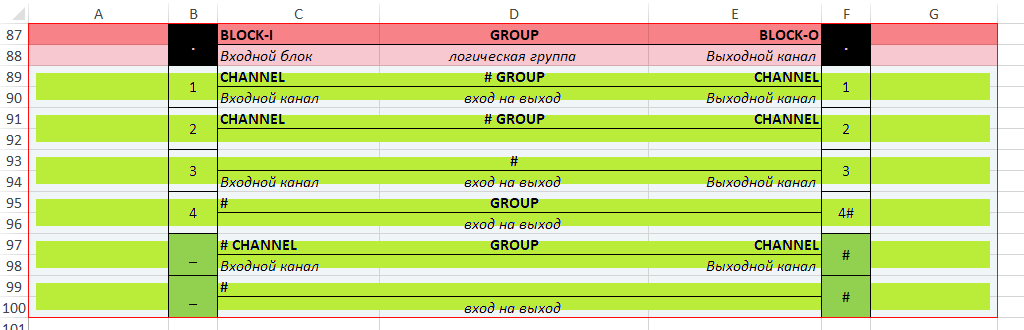 A B C D E F G
87 BLOCK-I GROUP BLOCK-O
. .
88 Входной блок логическая группа Выходной канал
89 CHANNEL # GROUP CHANNEL
1 1
90 Входной канал вход на выход Выходной канал
91 CHANNEL # GROUP CHANNEL
2 2
92
93 #
3 3
94 Входной канал вход на выход Выходной канал
95 # GROUP
4 4#
96 вход на выход
97 # CHANNEL GROUP CHANNEL
_ #
98 Входной канал Выходной канал
99 #
_ #
100 вход на выход
101